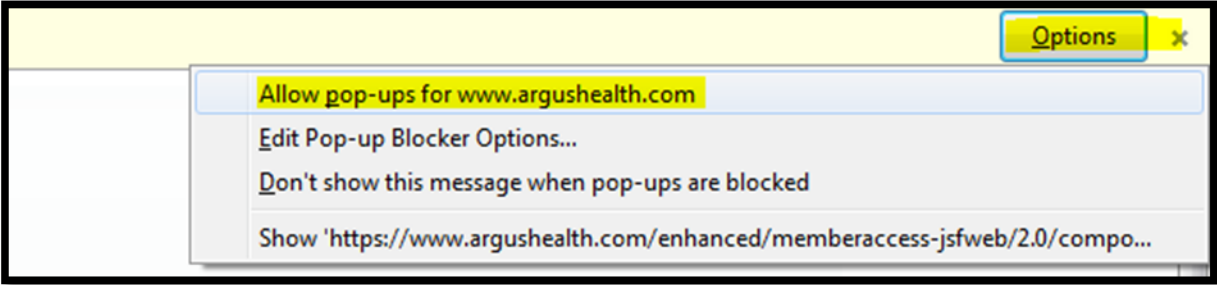 Options
Allow pop-ups for www.argushealth.com
Edit Pop-up Blocker Options...
Don't show this message when pop-ups are blocked
Show 'https://www.argushealth.com/enhanced/memberaccess-jsfweb/2.0/compo...